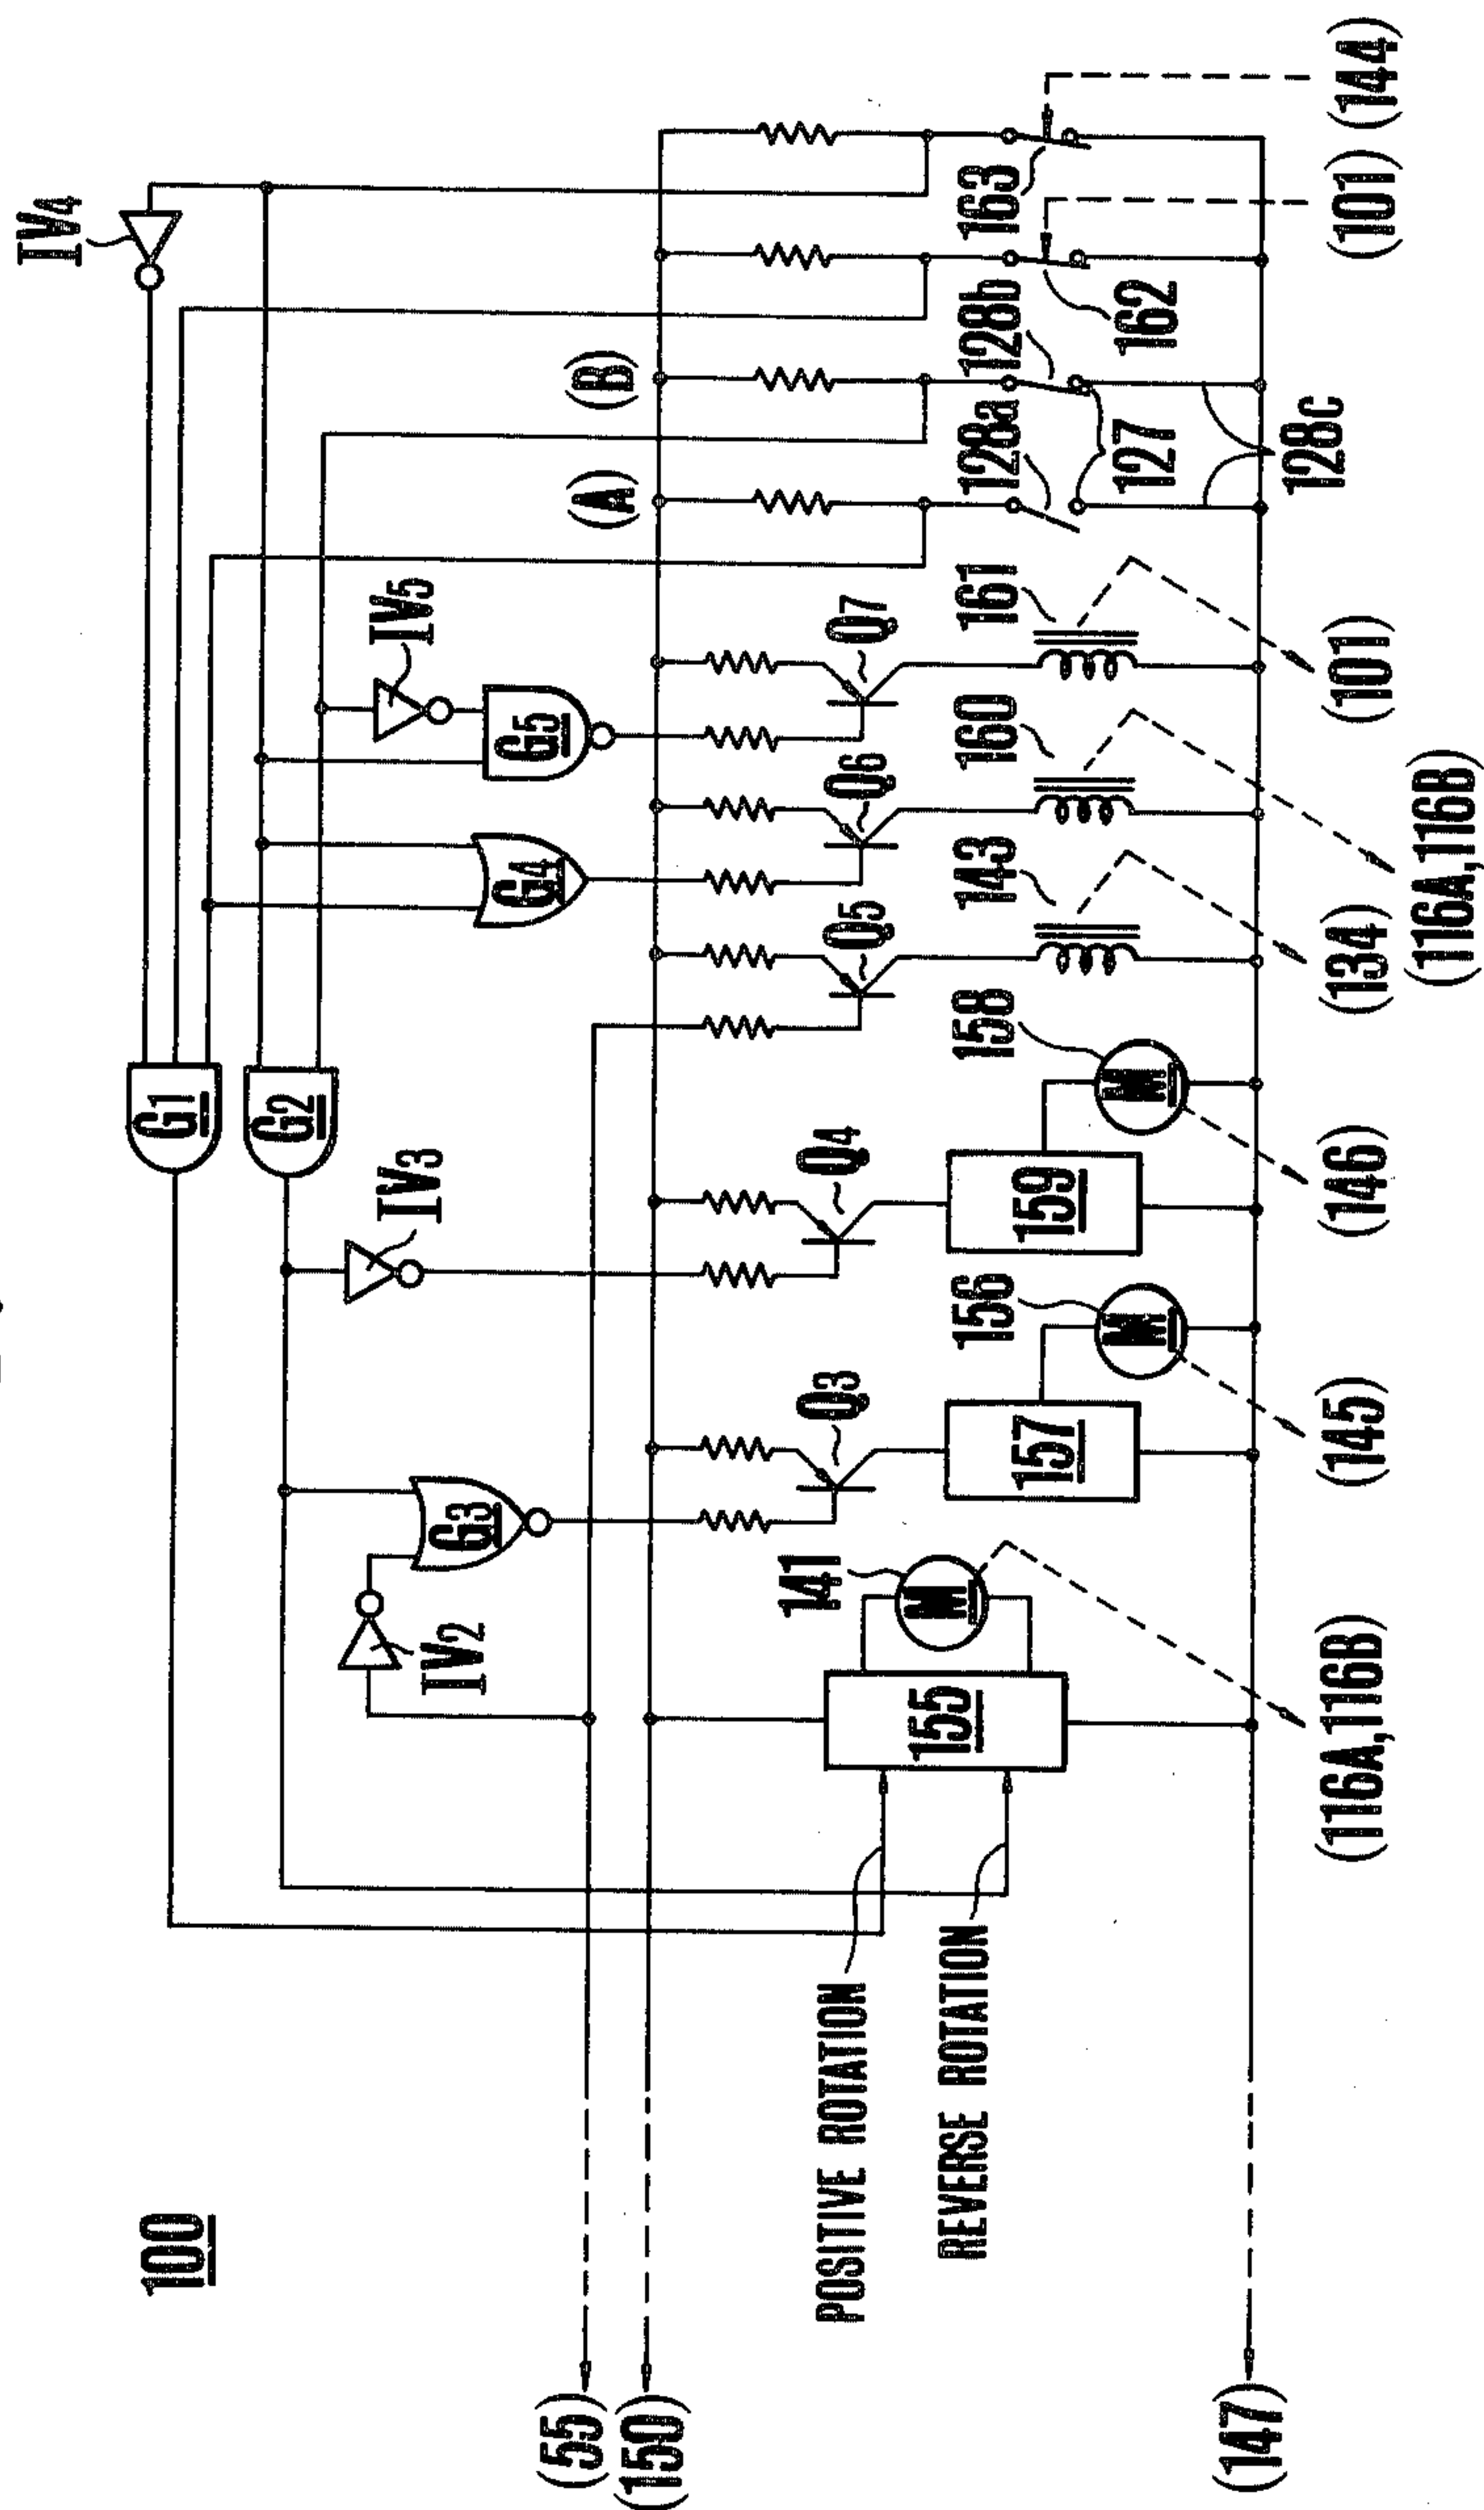 100
IV4
G1
G2
IV3
IV5
G3
IV2
G4
G5
(A)
(B)
(55)
(150)
(147)
POSITIVE ROTATION
REVERSE ROTATION
155
141
M
(116A,116B)
Q3
157
156
M
(145)
Q4
159
158
M
(146)
Q5
143
(134)
Q6
160
(116A,116B)
Q7
161
(101)
128a
128b
127
128c
162
(101)
163
(144)